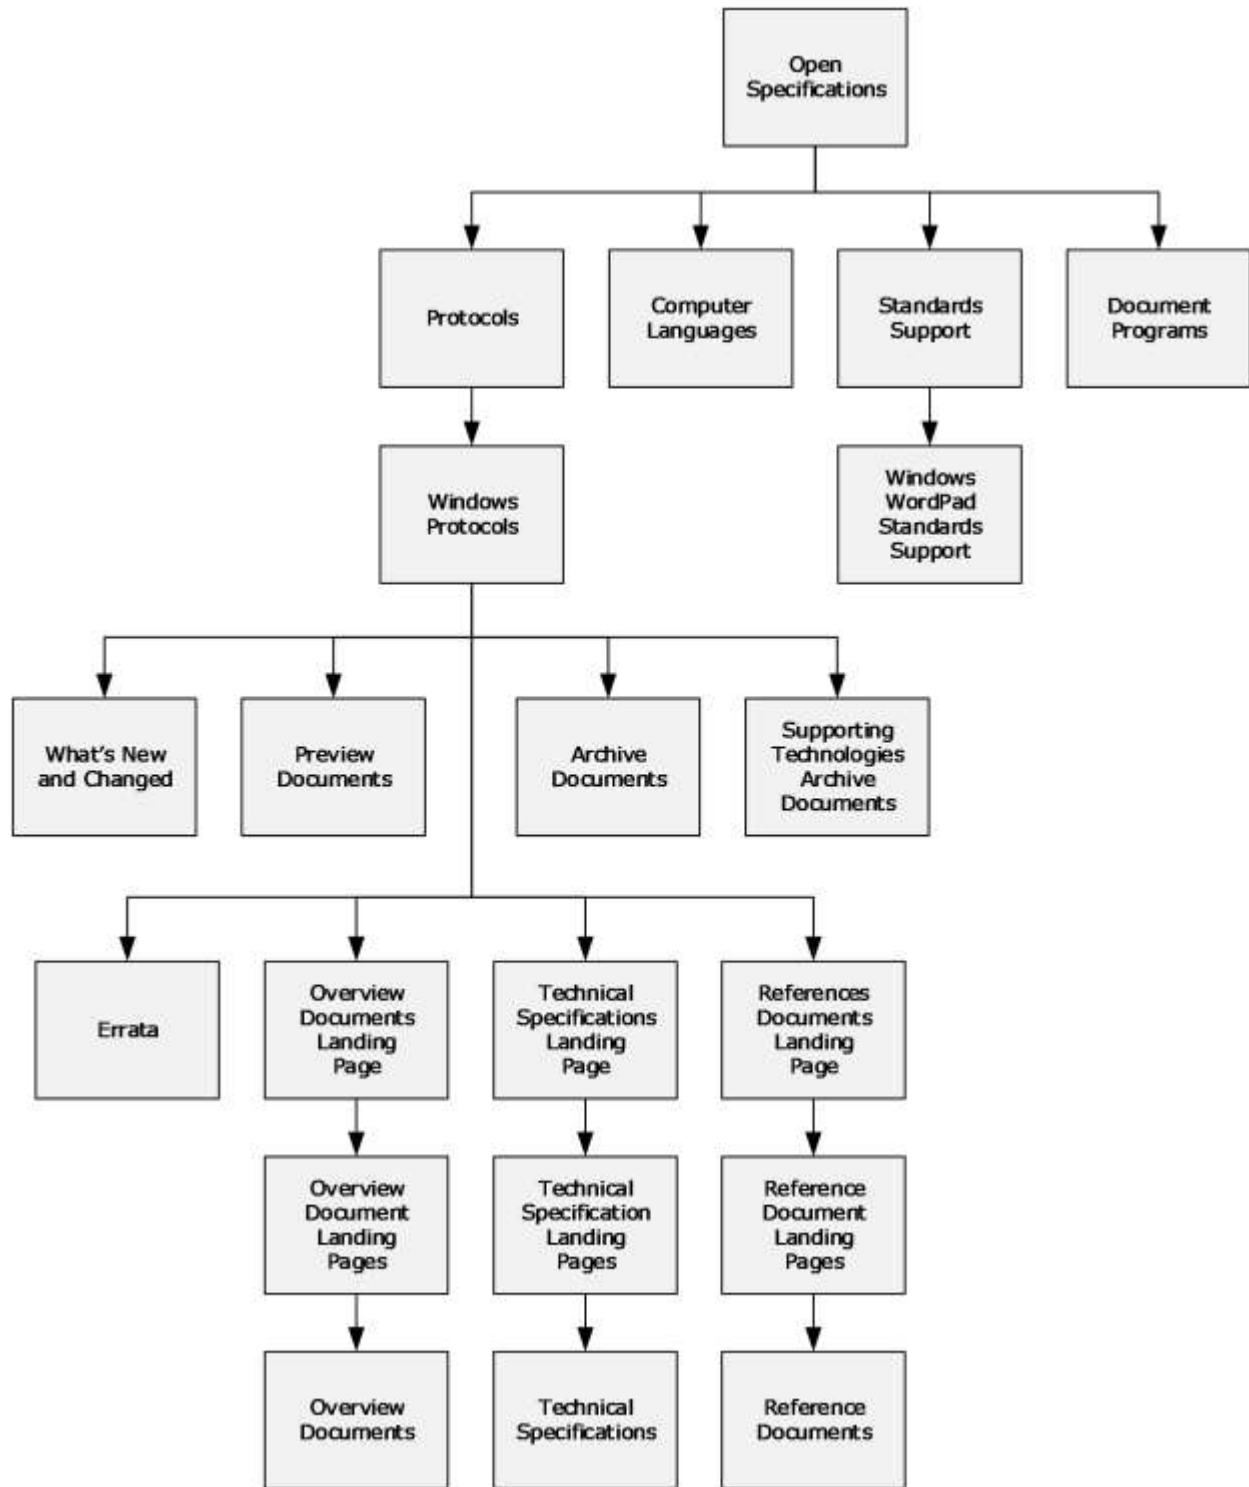 Open
Specifications
Protocols
Computer
Languages
Standards
Support
Document
Programs
Windows
Protocols
Windows
WordPad
Standards
Support
What's New
and Changed
Preview
Documents
Archive
Documents
Supporting
Technologies
Archive
Documents
Errata
Overview
Documents
Landing
Page
Technical
Specifications
Landing
Page
References
Documents
Landing
Page
Overview
Document
Landing
Pages
Technical
Specification
Landing
Pages
Reference
Document
Landing
Pages
Overview
Documents
Technical
Specifications
Reference
Documents